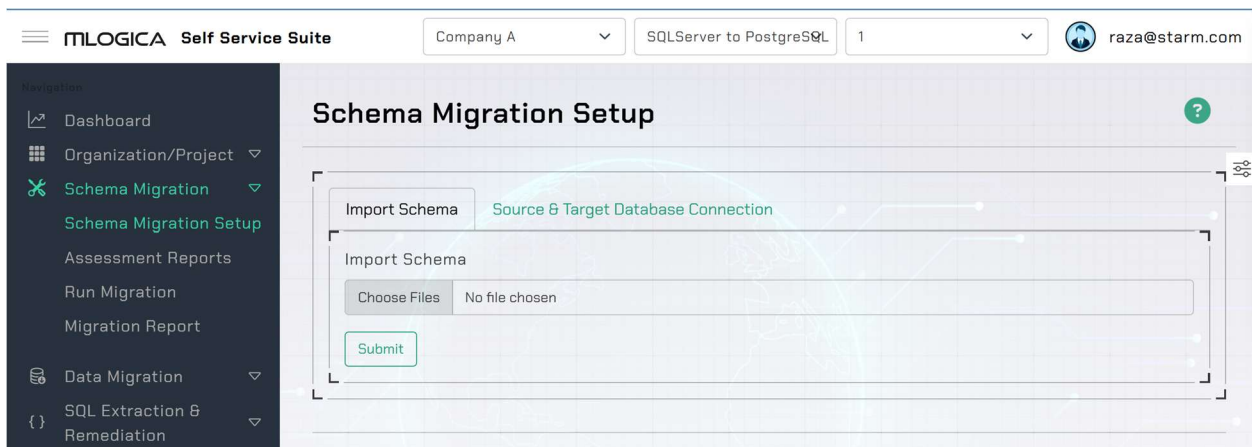 MLOGICA Self Service Suite
Company A
SQLServer to PostgreSQL
1
raza@starm.com
Navigation
Dashboard
Organization/Project
Schema Migration
Schema Migration Setup
Assessment Reports
Run Migration
Migration Report
Data Migration
SQL Extraction &
Remediation
Schema Migration Setup
?
Import Schema
Source & Target Database Connection
Import Schema
Choose Files No file chosen
Submit